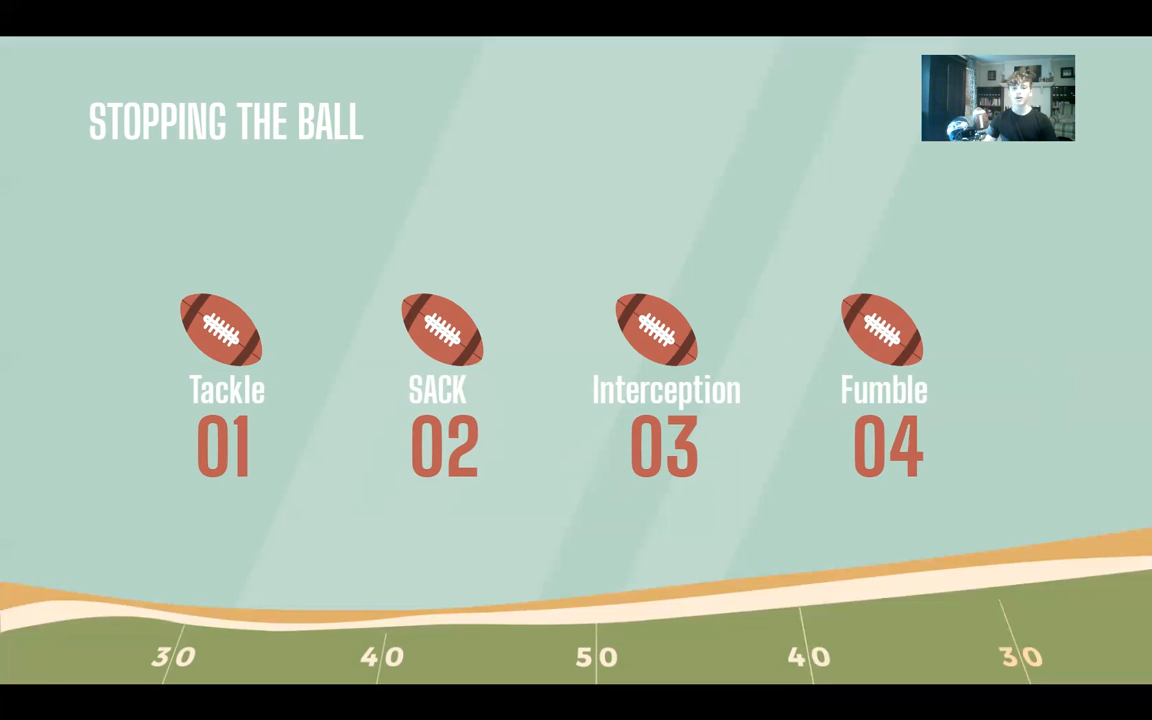 STOPPING THE BALL
Tackle
SACK
Interception
Fumble
01
02
03
04
30
40
50
40
30